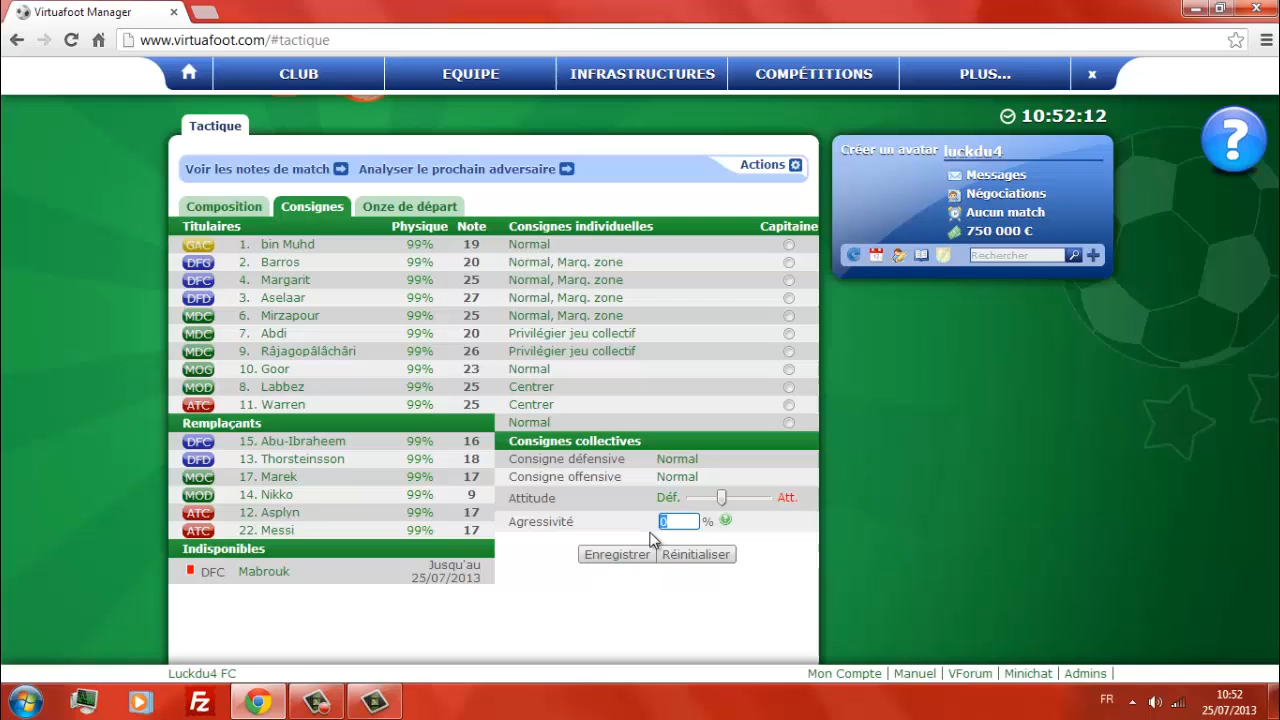 Virtuafoot Manager
www.virtuafoot.com/#tactique
CLUB EQUIPE INFRASTRUCTURES COMPÉTITIONS PLUS... x
10:52:12
Tactique
Créer un avatar luckdu4
Voir les notes de match Analyser le prochain adversaire Actions
Messages
Négociations
Aucun match
750 000 €
Rechercher
Composition Consignes Onze de départ
Titulaires Physique Note Consignes individuelles Capitaine
GAC 1. bin Muhd 99% 19 Normal
DFG 2. Barros 99% 20 Normal, Marq. zone
DFC 4. Margant 99% 25 Normal, Marq. zone
DFD 3. Aselaar 99% 27 Normal, Marq. zone
MDC 6. Mirzapour 99% 25 Normal, Marq. zone
MDC 7. Abdi 99% 20 Privilégier jeu collectif
MDC 9. Râjagopâlâchâri 99% 26 Privilégier jeu collectif
MOG 10. Goor 99% 23 Normal
MOD 8. Labbez 99% 25 Centrer
ATC 11. Warren 99% 25 Centrer
Remplaçants Normal
DFC 15. Abu-Ibraheem 99% 16 Consignes collectives
DFD 13. Thorsteinsson 99% 18 Consigne défensive Normal
MOC 17. Marek 99% 17 Consigne offensive Normal
MOD 14. Nikko 99% 9 Attitude Déf. Att.
ATC 12. Asplyn 99% 17 Agressivité 0 %
ATC 22. Messi 99% 17
Indisponibles Enregistrer Réinitialiser
DFC Mabrouk Jusqu'au
25/07/2013
Luckdu4 FC Mon Compte | Manuel | VForum | Minichat | Admins |
FR 10:52
25/07/2013